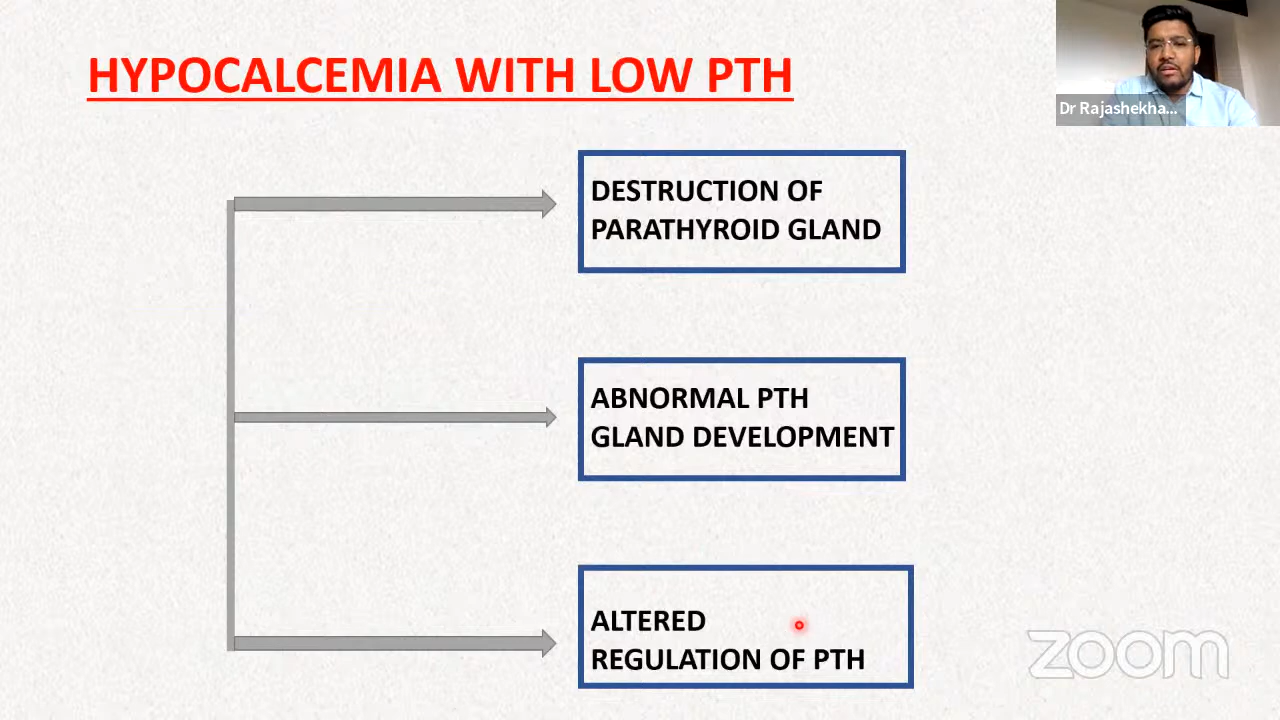 HYPOCALCEMIA WITH LOW PTH
Dr Rajashekha...
DESTRUCTION OF
PARATHYROID GLAND
ABNORMAL PTH
GLAND DEVELOPMENT
ALTERED
REGULATION OF PTH
zoom